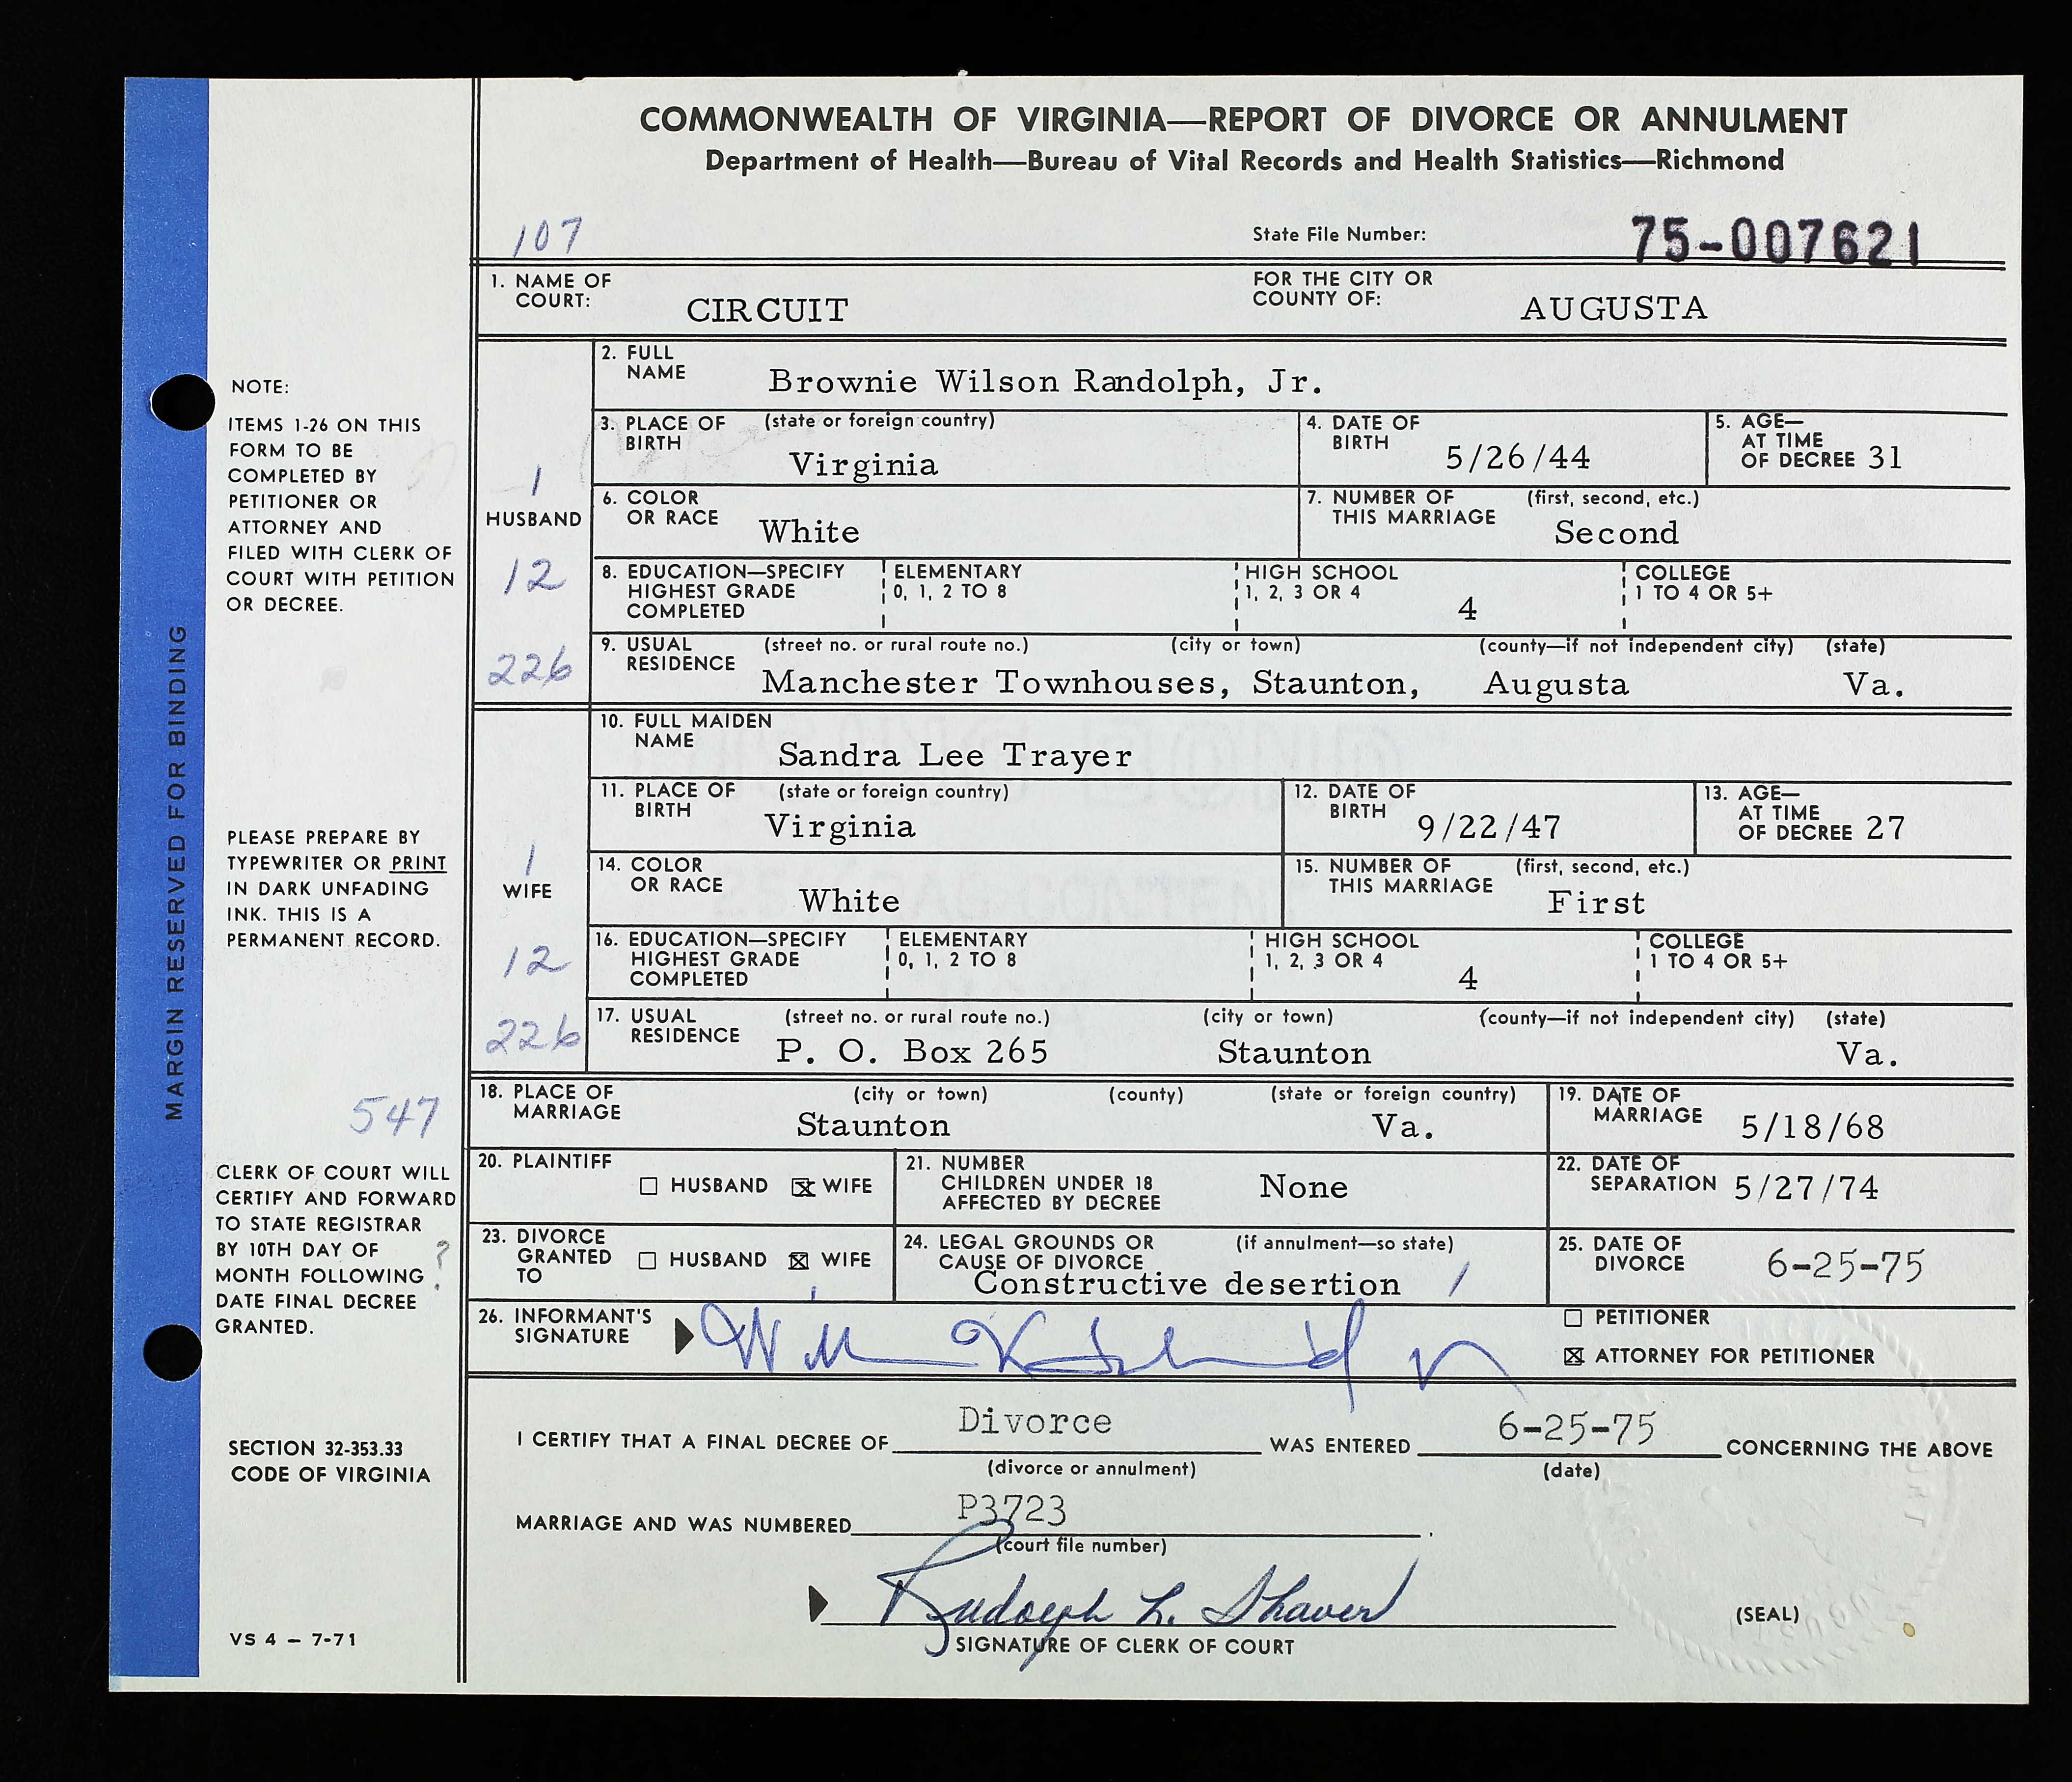 COMMONWEALTH OF VIRGINIA—REPORT OF DIVORCE OR ANNULMENT
Department of Health—Bureau of Vital Records and Health Statistics—Richmond
107
State File Number: 75-007621
1. NAME OF COURT: CIRCUIT
FOR THE CITY OR COUNTY OF: AUGUSTA
HUSBAND
1
12
226
2. FULL NAME Brownie Wilson Randolph, Jr.
3. PLACE OF BIRTH (state or foreign country) Virginia
4. DATE OF BIRTH 5/26/44
5. AGE— AT TIME OF DECREE 31
6. COLOR OR RACE White
7. NUMBER OF THIS MARRIAGE (first, second, etc.) Second
8. EDUCATION—SPECIFY HIGHEST GRADE COMPLETED
ELEMENTARY 0, 1, 2 TO 8
HIGH SCHOOL 1, 2, 3 OR 4 4
COLLEGE 1 TO 4 OR 5+
9. USUAL RESIDENCE (street no. or rural route no.) (city or town) (county—if not independent city) (state)
Manchester Townhouses, Staunton, Augusta Va.
WIFE
1
12
226
10. FULL MAIDEN NAME Sandra Lee Trayer
11. PLACE OF BIRTH (state or foreign country) Virginia
12. DATE OF BIRTH 9/22/47
13. AGE— AT TIME OF DECREE 27
14. COLOR OR RACE White
15. NUMBER OF THIS MARRIAGE (first, second, etc.) First
16. EDUCATION—SPECIFY HIGHEST GRADE COMPLETED
ELEMENTARY 0, 1, 2 TO 8
HIGH SCHOOL 1, 2, 3 OR 4 4
COLLEGE 1 TO 4 OR 5+
17. USUAL RESIDENCE (street no. or rural route no.) (city or town) (county—if not independent city) (state)
P. O. Box 265 Staunton Va.
18. PLACE OF MARRIAGE (city or town) (county) (state or foreign country)
Staunton Va.
19. DATE OF MARRIAGE 5/18/68
20. PLAINTIFF HUSBAND WIFE
21. NUMBER CHILDREN UNDER 18 AFFECTED BY DECREE None
22. DATE OF SEPARATION 5/27/74
23. DIVORCE GRANTED TO HUSBAND WIFE
24. LEGAL GROUNDS OR CAUSE OF DIVORCE (if annulment—so state)
Constructive desertion
25. DATE OF DIVORCE 6-25-75
26. INFORMANT'S SIGNATURE
PETITIONER
ATTORNEY FOR PETITIONER
I CERTIFY THAT A FINAL DECREE OF Divorce WAS ENTERED 6-25-75 CONCERNING THE ABOVE
(divorce or annulment) (date)
MARRIAGE AND WAS NUMBERED P3723.
(court file number)
Rudolph L. Shaver
SIGNATURE OF CLERK OF COURT
(SEAL)
MARGIN RESERVED FOR BINDING
NOTE:
ITEMS 1-26 ON THIS
FORM TO BE
COMPLETED BY
PETITIONER OR
ATTORNEY AND
FILED WITH CLERK OF
COURT WITH PETITION
OR DECREE.
PLEASE PREPARE BY
TYPEWRITER OR PRINT
IN DARK UNFADING
INK. THIS IS A
PERMANENT RECORD.
547
CLERK OF COURT WILL
CERTIFY AND FORWARD
TO STATE REGISTRAR
BY 10TH DAY OF
MONTH FOLLOWING ?
DATE FINAL DECREE
GRANTED.
SECTION 32-353.33
CODE OF VIRGINIA
VS 4 – 7-71